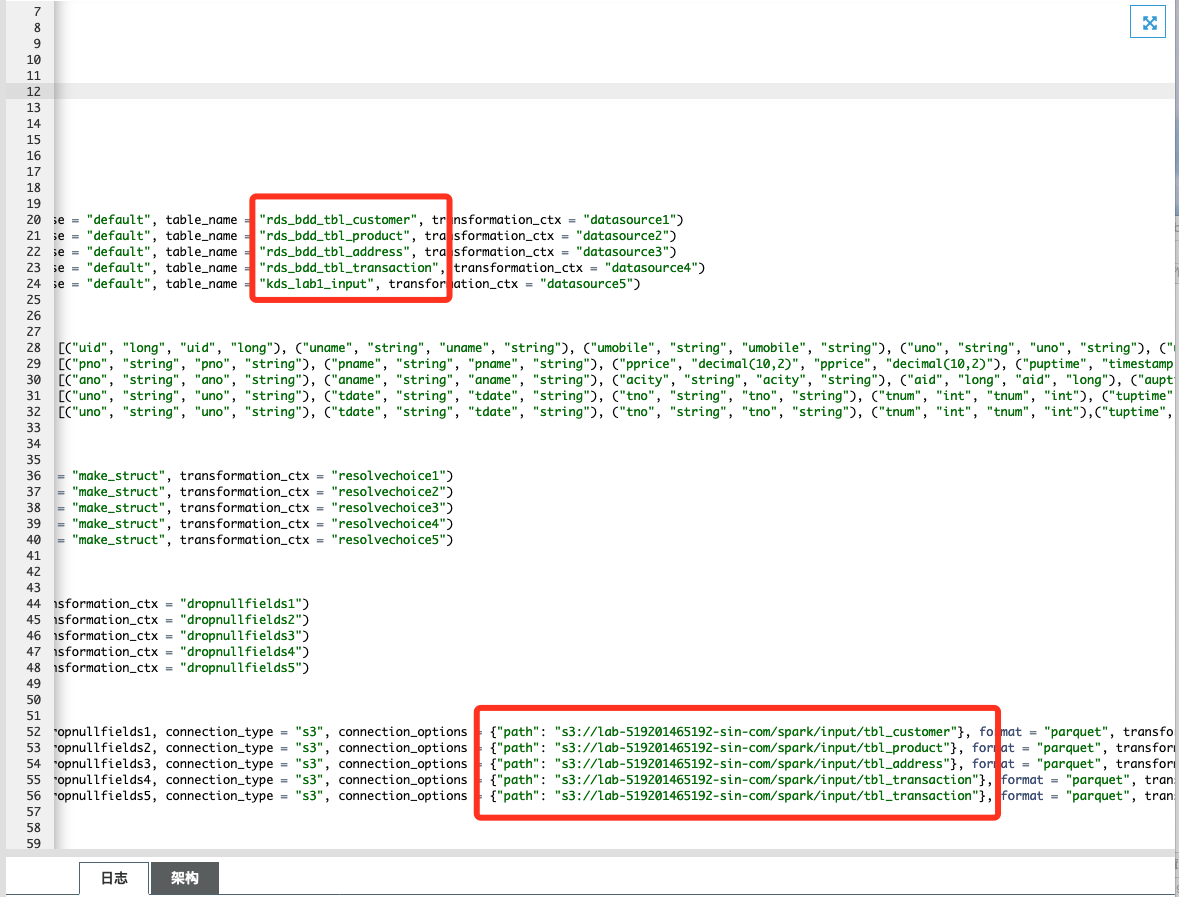 7
8
9
10
11
12
13
14
15
16
17
18
19
20 se = "default", table_name = "rds_bdd_tbl_customer", transformation_ctx = "datasource1")
21 se = "default", table_name = "rds_bdd_tbl_product", transformation_ctx = "datasource2")
22 se = "default", table_name = "rds_bdd_tbl_address", transformation_ctx = "datasource3")
23 se = "default", table_name = "rds_bdd_tbl_transaction", transformation_ctx = "datasource4")
24 se = "default", table_name = "kds_lab1_input", transformation_ctx = "datasource5")
25
26
27
28 [("uid", "long", "uid", "long"), ("uname", "string", "uname", "string"), ("umobile", "string", "umobile", "string"), ("uno", "string", "uno", "string"), ("
29 [("pno", "string", "pno", "string"), ("pname", "string", "pname", "string"), ("pprice", "decimal(10,2)", "pprice", "decimal(10,2)"), ("puptime", "timestamp
30 [("ano", "string", "ano", "string"), ("aname", "string", "aname", "string"), ("acity", "string", "acity", "string"), ("aid", "long", "aid", "long"), ("aupt
31 [("uno", "string", "uno", "string"), ("tdate", "string", "tdate", "string"), ("tno", "string", "tno", "string"), ("tnum", "int", "tnum", "int"), ("tuptime"
32 [("uno", "string", "uno", "string"), ("tdate", "string", "tdate", "string"), ("tno", "string", "tno", "string"), ("tnum", "int", "tnum", "int"),("tuptime",
33
34
35
36 = "make_struct", transformation_ctx = "resolvechoice1")
37 = "make_struct", transformation_ctx = "resolvechoice2")
38 = "make_struct", transformation_ctx = "resolvechoice3")
39 = "make_struct", transformation_ctx = "resolvechoice4")
40 = "make_struct", transformation_ctx = "resolvechoice5")
41
42
43
44 nsformation_ctx = "dropnullfields1")
45 nsformation_ctx = "dropnullfields2")
46 nsformation_ctx = "dropnullfields3")
47 nsformation_ctx = "dropnullfields4")
48 nsformation_ctx = "dropnullfields5")
49
50
51
52 ropnullfields1, connection_type = "s3", connection_options = {"path": "s3://lab-519201465192-sin-com/spark/input/tbl_customer"}, format = "parquet", transfo
53 ropnullfields2, connection_type = "s3", connection_options = {"path": "s3://lab-519201465192-sin-com/spark/input/tbl_product"}, format = "parquet", transfor
54 ropnullfields3, connection_type = "s3", connection_options = {"path": "s3://lab-519201465192-sin-com/spark/input/tbl_address"}, format = "parquet", transfor
55 ropnullfields4, connection_type = "s3", connection_options = {"path": "s3://lab-519201465192-sin-com/spark/input/tbl_transaction"}, format = "parquet", tran
56 ropnullfields5, connection_type = "s3", connection_options = {"path": "s3://lab-519201465192-sin-com/spark/input/tbl_transaction"}, format = "parquet", tran
57
58
59
日志 架构